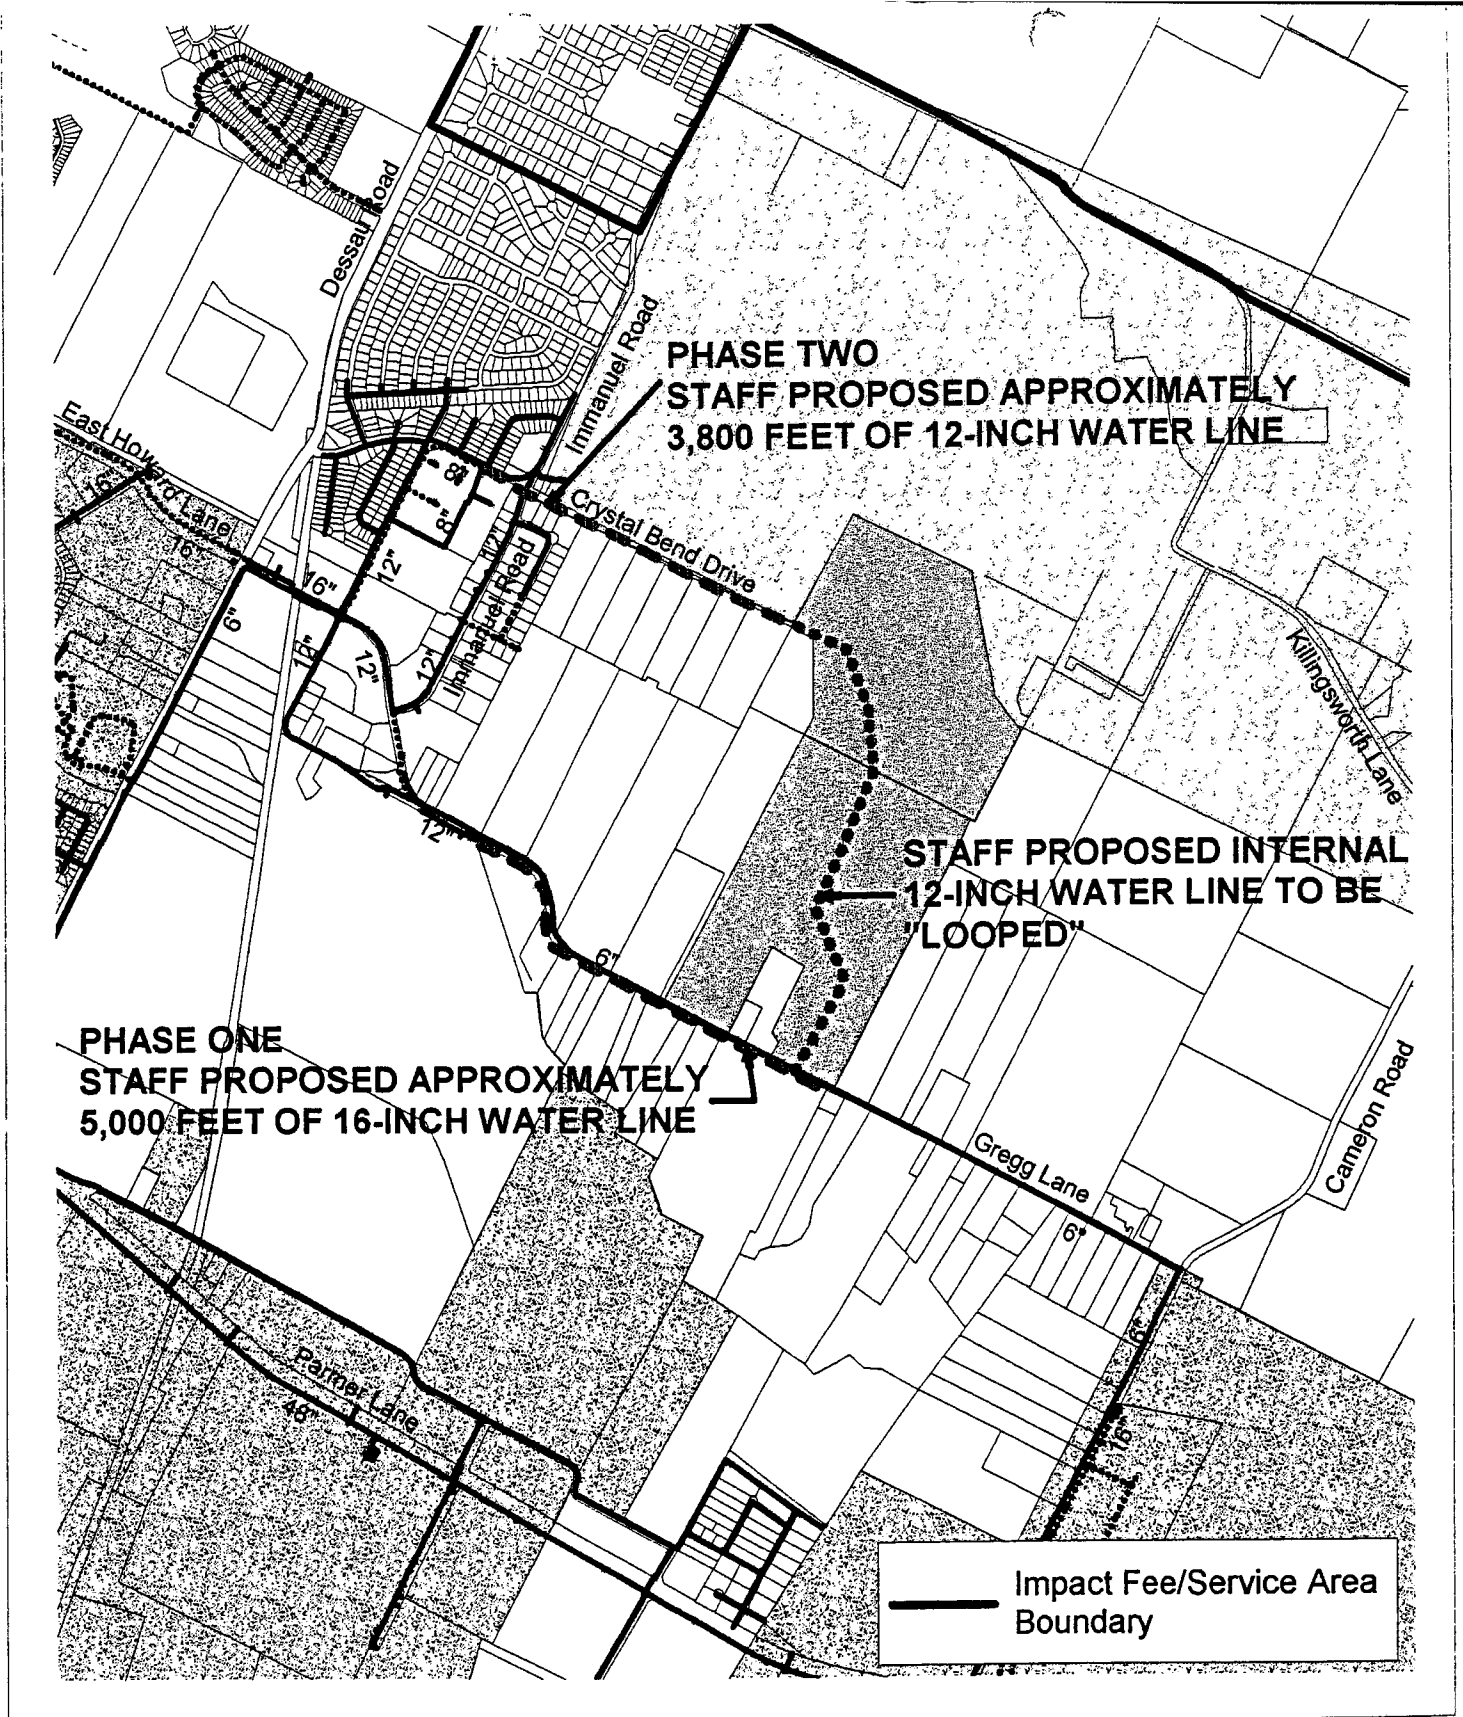 Dessau Road
Immanuel Road
PHASE TWO
STAFF PROPOSED APPROXIMATELY
3,800 FEET OF 12-INCH WATER LINE
East Howard Lane
16"
8"
8"
Crystal Bend Drive
16"
12"
12"
Immanuel Road
16"
6"
12"
12"
12"
Killingsworth Lane
12"
STAFF PROPOSED INTERNAL
12-INCH WATER LINE TO BE
"LOOPED"
6"
PHASE ONE
STAFF PROPOSED APPROXIMATELY
5,000 FEET OF 16-INCH WATER LINE
Cameron Road
Gregg Lane
6"
6"
Parmer Lane
48"
16"
Impact Fee/Service Area
Boundary